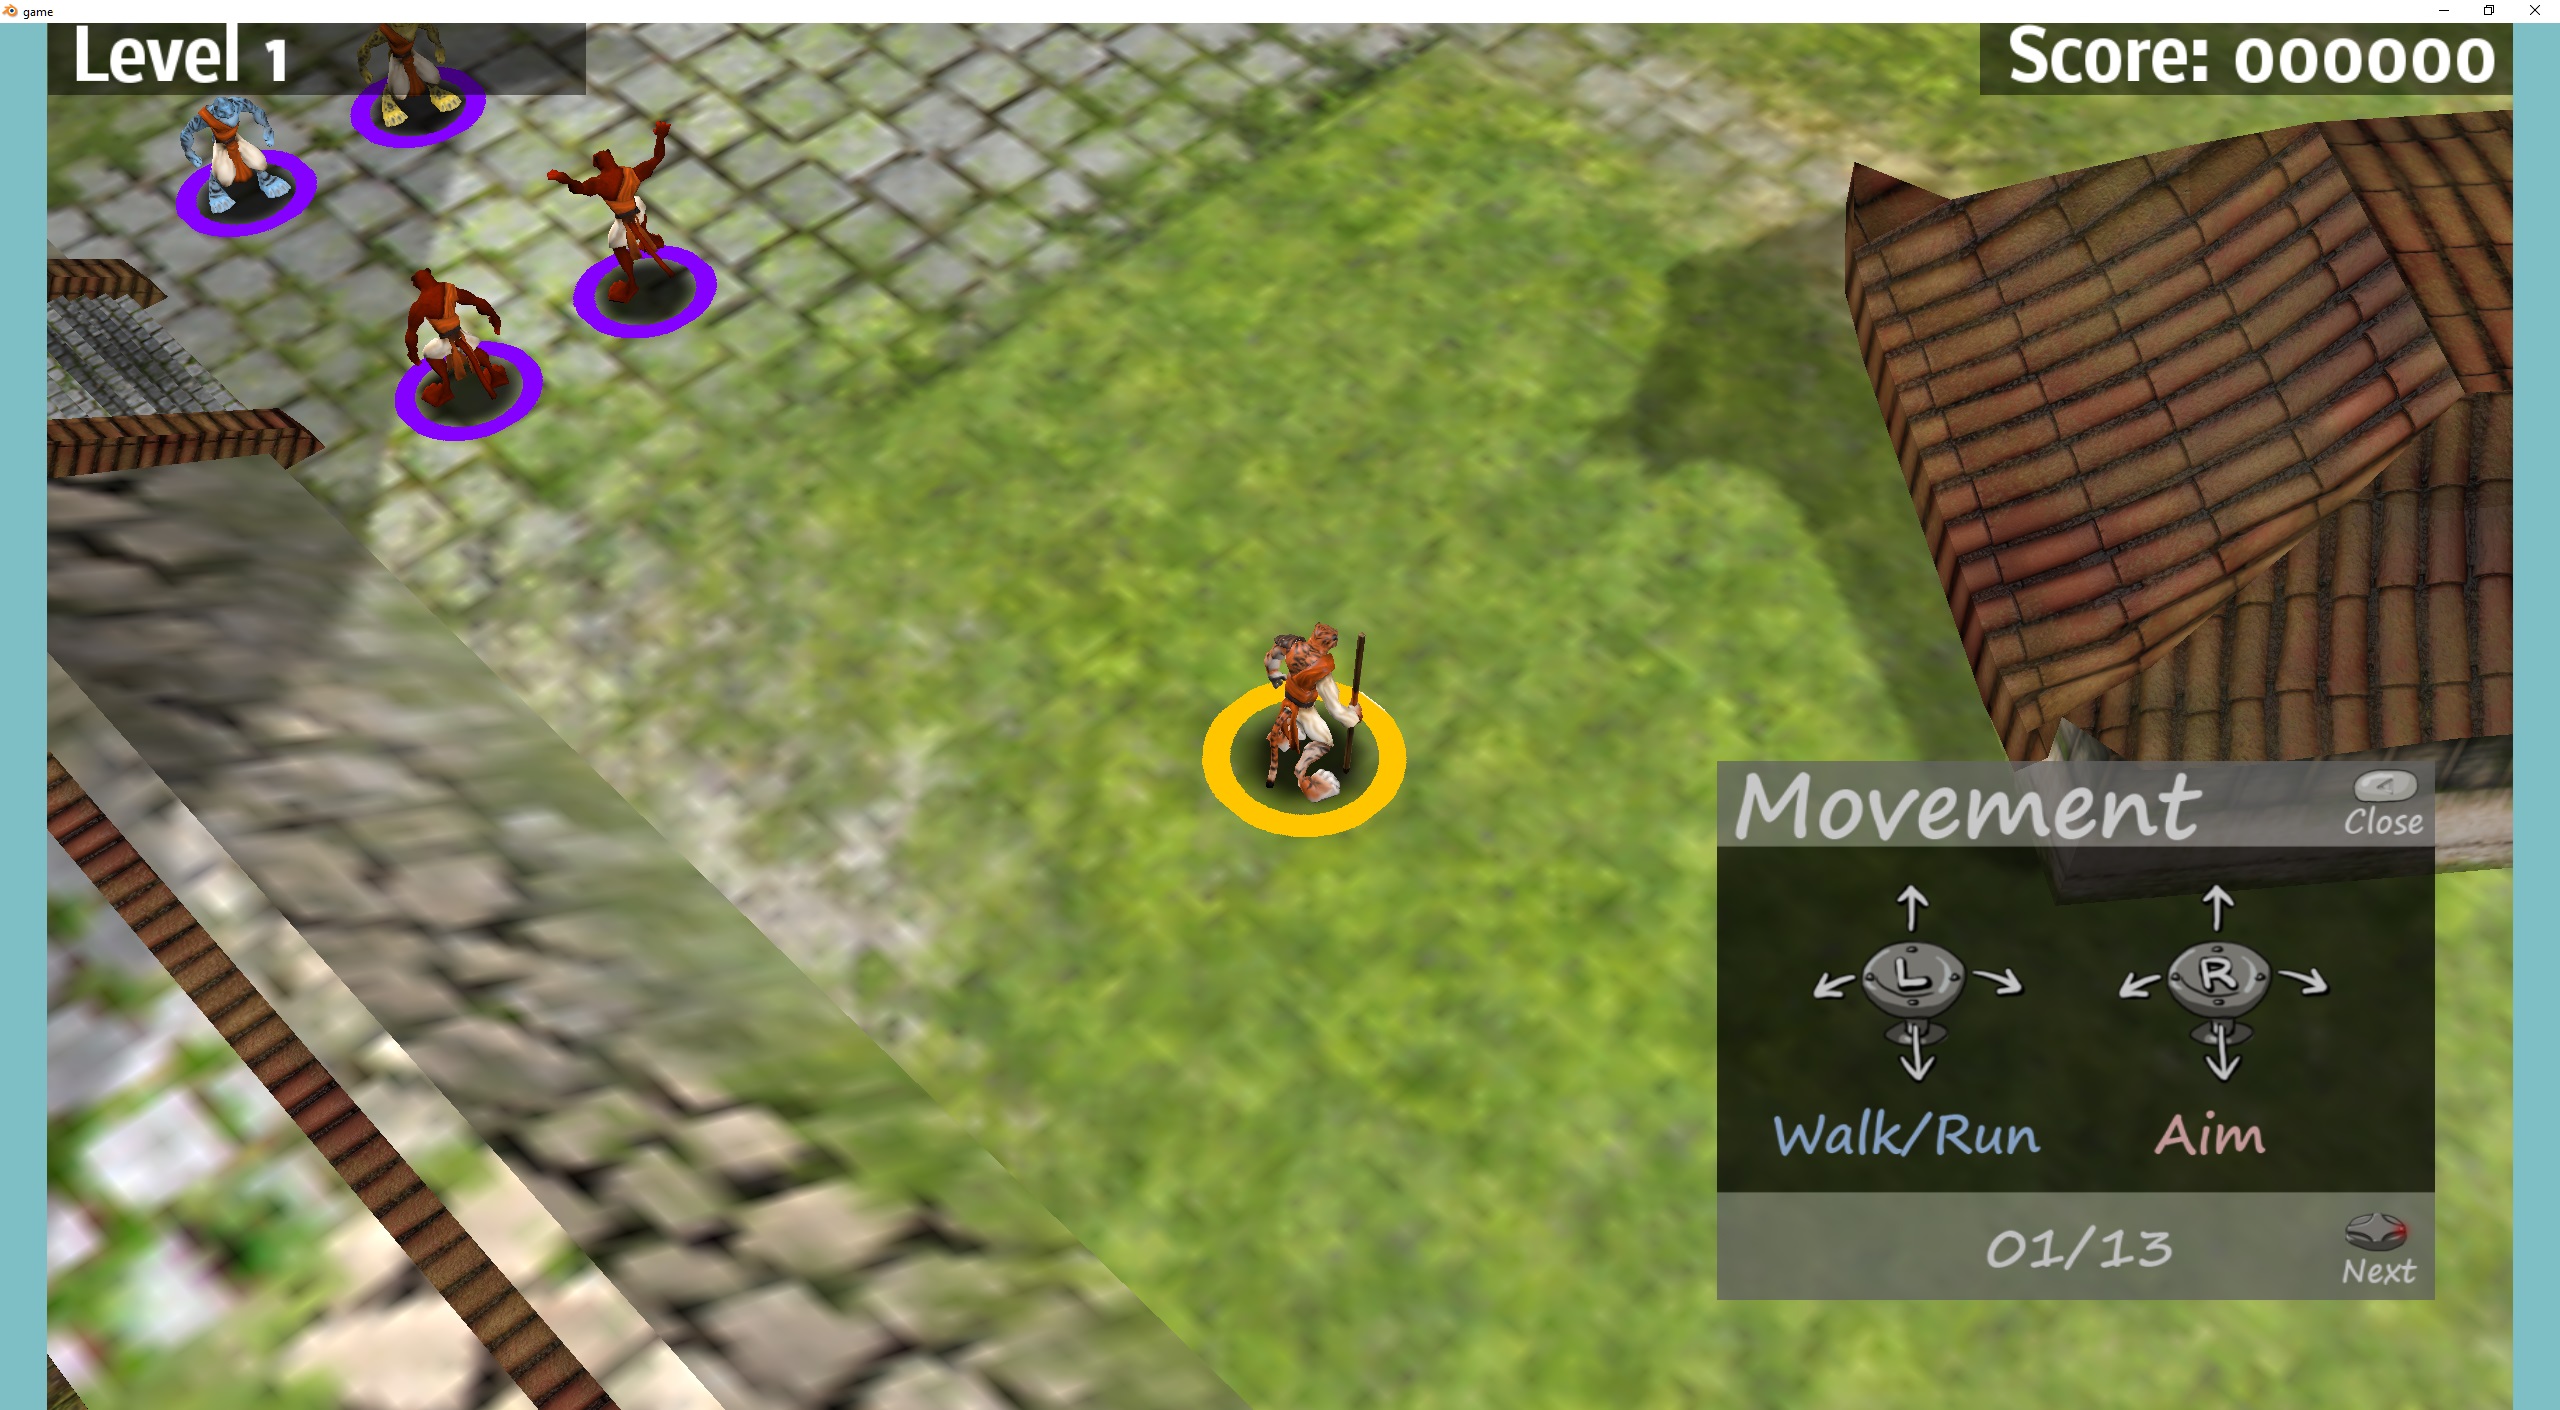 game
Level 1
Score: 000000
Movement
Close
L
R
Walk/Run
Aim
01/13
Next